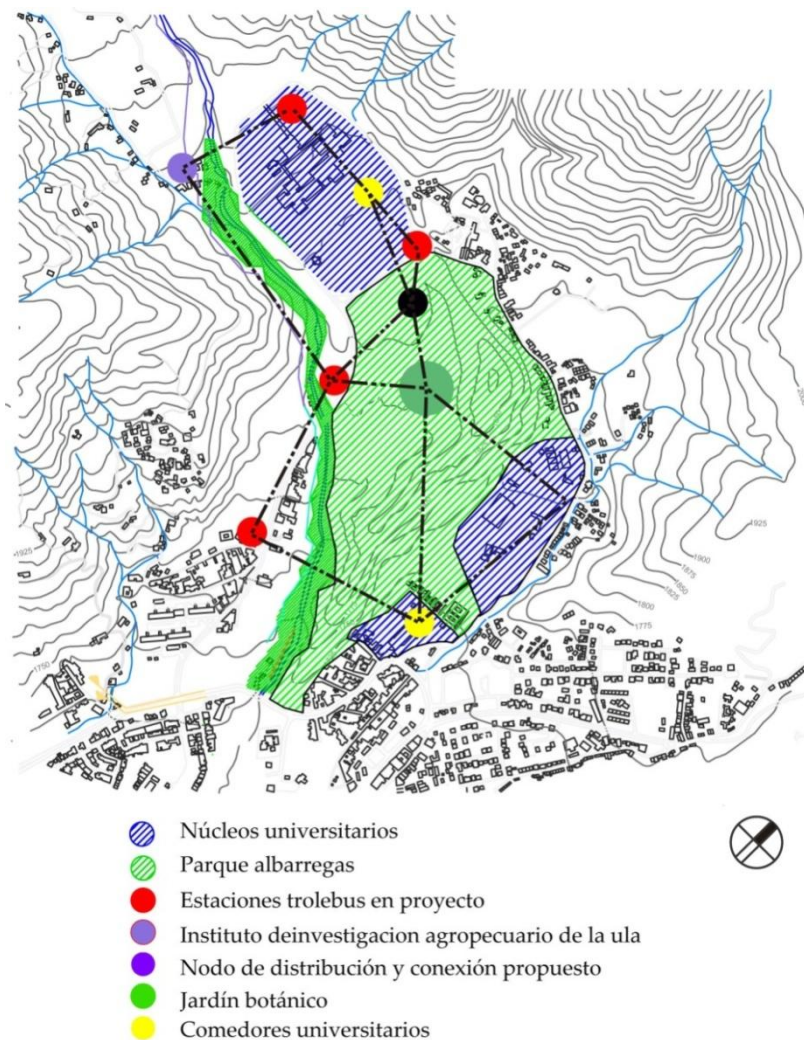 2000
1925
1900
1875
1850
1825
1800
1775
1925
1750
Núcleos universitarios
Parque albarregas
Estaciones trolebus en proyecto
Instituto deinvestigacion agropecuario de la ula
Nodo de distribución y conexión propuesto
Jardín botánico
Comedores universitarios